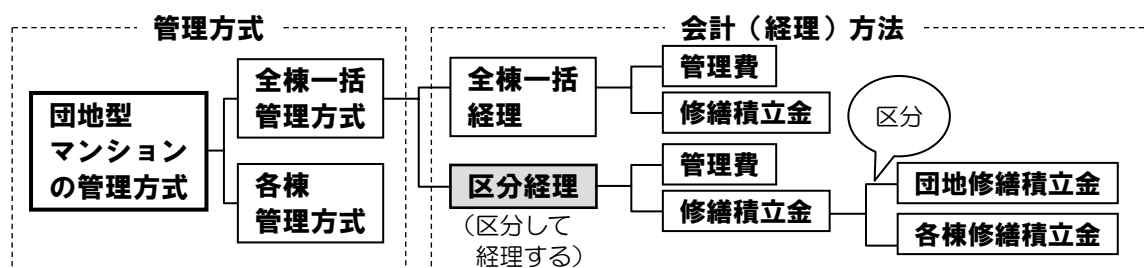 管理方式
会計（経理）方法
団地型
マンション
の管理方式
全棟一括
管理方式
各棟
管理方式
全棟一括
経理
管理費
修繕積立金
区分経理
（区分して
経理する）
管理費
修繕積立金
区分
団地修繕積立金
各棟修繕積立金